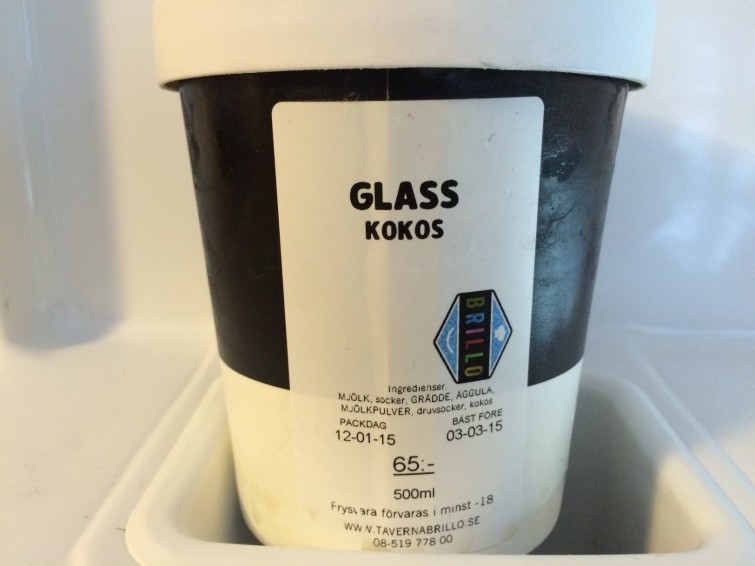 GLASS
KOKOS
BRILLO
Ingredienser.
MJÖLK, socker, GRÄDDE, ÄGGULA,
MJÖLKPULVER, druvsocker, kokos
PACKDAG BÄST FÖRE
12-01-15 03-03-15
65:-
500ml
Frysvara förvaras i minst -18
WWW.TAVERNABRILLO.SE
08-519 778 00